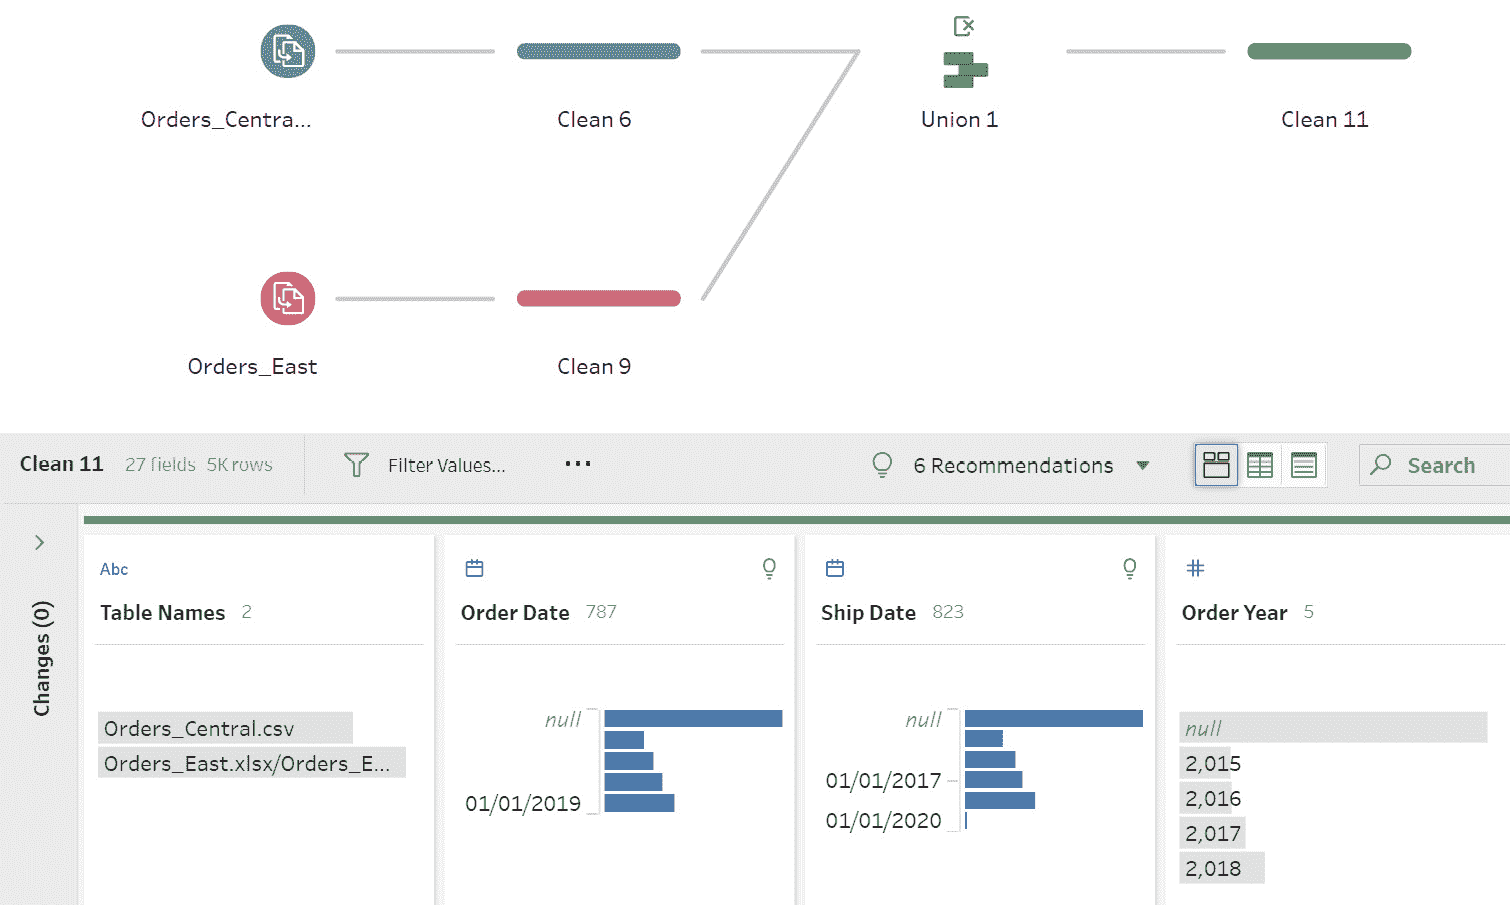 Orders_Centra...
Clean 6
Union 1
Clean 11
Orders_East
Clean 9
Clean 11 27 fields 5K rows
Filter Values...
...
6 Recommendations
Search
Changes (0)
Abc
Table Names 2
Orders_Central.csv
Orders_East.xlsx/Orders_E...
Order Date 787
null
01/01/2019
Ship Date 823
null
01/01/2017
01/01/2020
#
Order Year 5
null
2,015
2,016
2,017
2,018